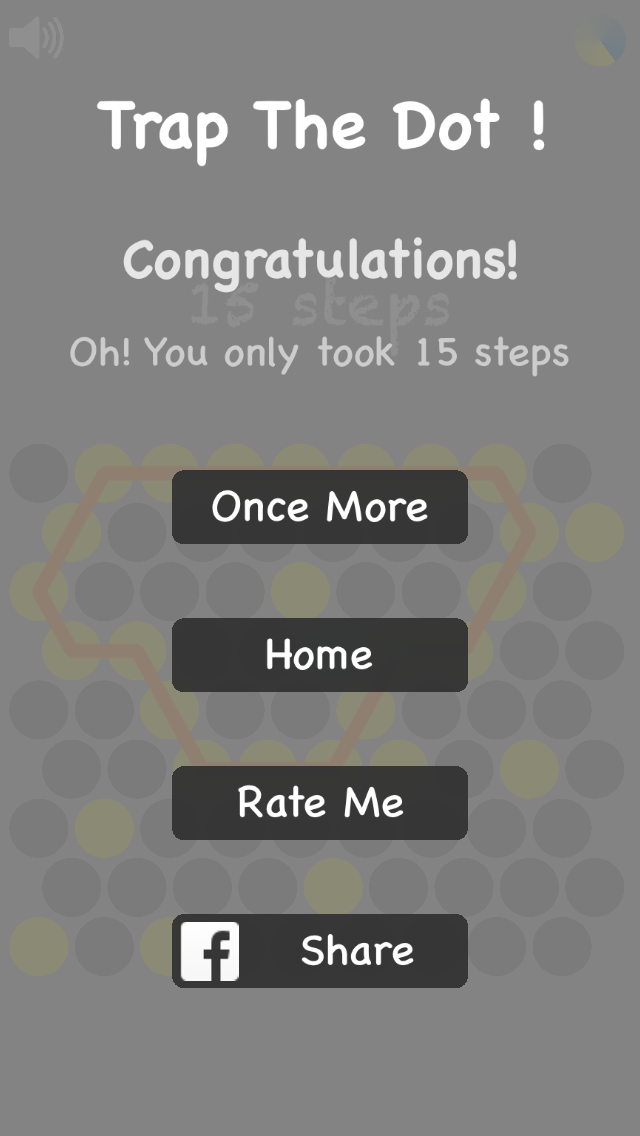 Trap The Dot !
Congratulations!
15 steps
Oh! You only took 15 steps
Once More
Home
Rate Me
f Share